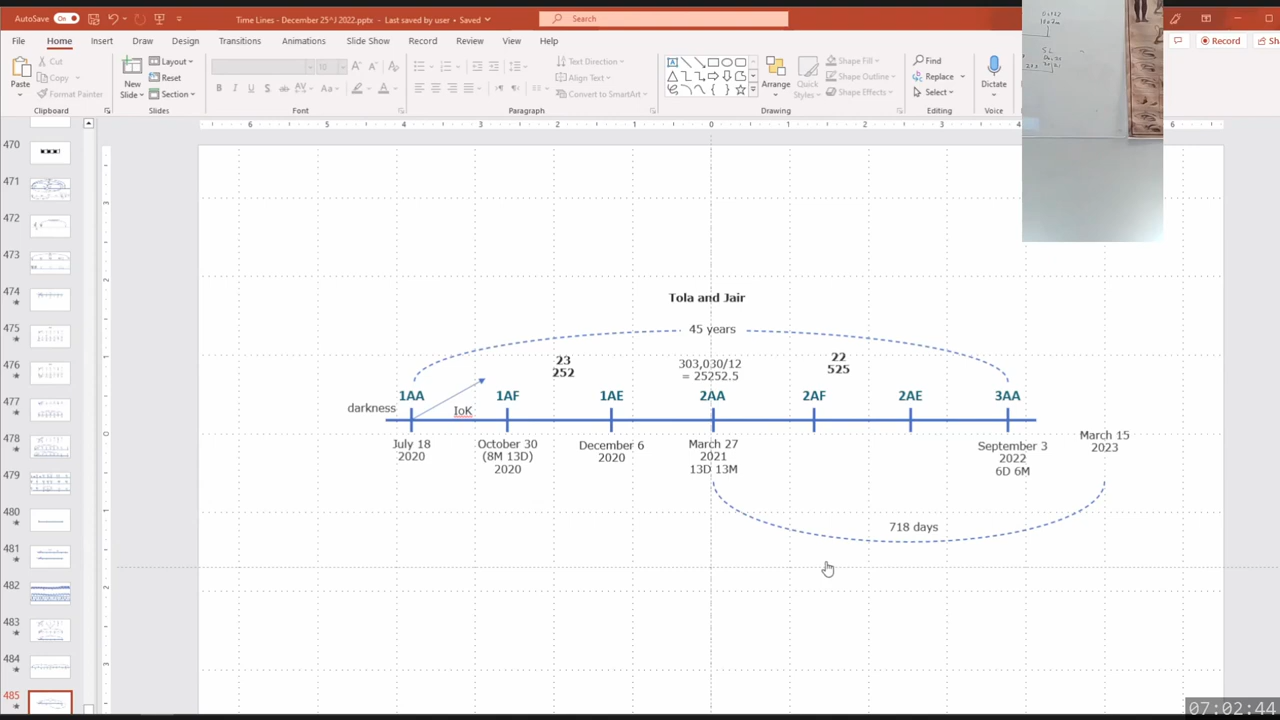 AutoSave On Time Lines - December 25^J 2022.pptx - Last saved by user • Saved Search
File Home Insert Draw Design Transitions Animations Slide Show Record Review View Help Record
Paste Cut Copy Format Painter Clipboard
New Slide Layout Reset Section Slides
Font
Text Direction Align Text Convert to SmartArt Paragraph
Arrange Quick Styles Shape Fill Shape Outline Shape Effects Drawing
Find Replace Select Editing
Dictate Voice
470
471
472
473
474
475
476
477
478
479
480
481
482
483
484
485
Tola and Jair
45 years
23
252
303,030/12
= 25252.5
22
525
1AA 1AF 1AE 2AA 2AF 2AE 3AA
darkness IoK
July 18
2020
October 30
(8M 13D)
2020
December 6
2020
March 27
2021
13D 13M
September 3
2022
6D 6M
March 15
2023
718 days
07:02:44